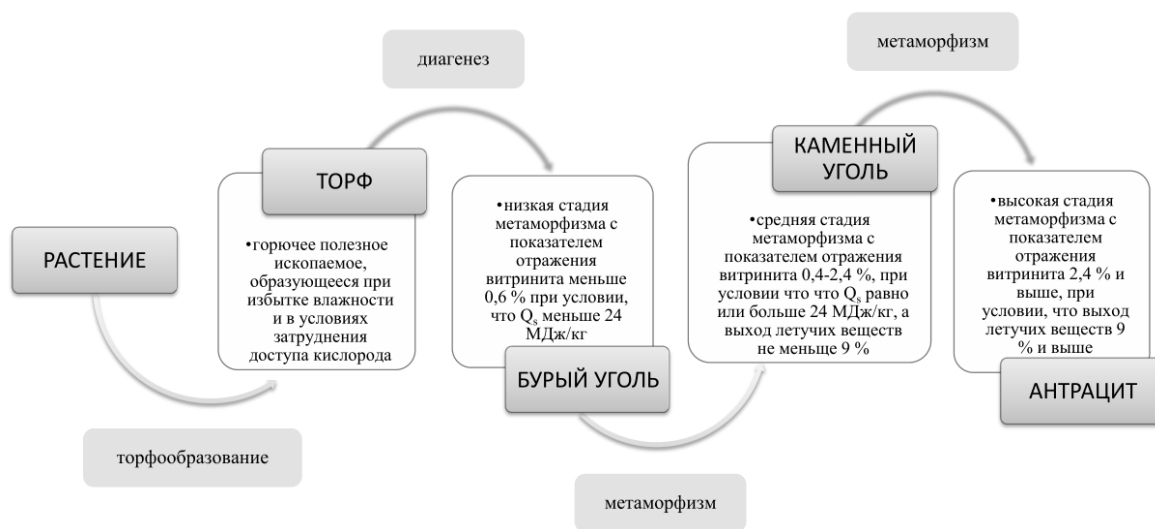 РАСТЕНИЕ
торфообразование
ТОРФ
•горючее полезное
ископаемое,
образующееся при
избытке влажности
и в условиях
затруднения
доступа кислорода
диагенез
•низкая стадия
метаморфизма с
показателем
отражения
витринита меньше
0,6 % при условии,
что Qs меньше 24
МДж/кг
БУРЫЙ УГОЛЬ
метаморфизм
КАМЕННЫЙ
УГОЛЬ
•средняя стадия
метаморфизма с
показателем отражения
витринита 0,4-2,4 %, при
условии что что Qs равно
или больше 24 МДж/кг, а
выход летучих веществ
не меньше 9 %
метаморфизм
•высокая стадия
метаморфизма с
показателем
отражения
витринита 2,4 % и
выше, при
условии, что выход
летучих веществ 9
% и выше
АНТРАЦИТ